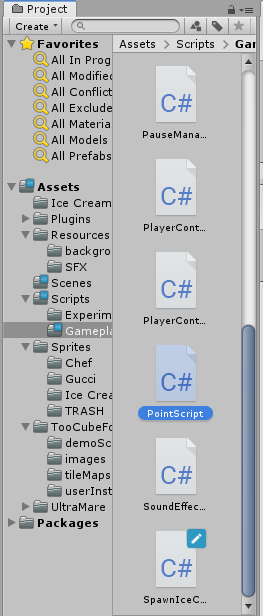 Project
Create
Favorites
All In Prog
All Modified
All Conflict
All Exclude
All Materia
All Models
All Prefabs
Assets
Ice Cream
Plugins
Resources
backgro
SFX
Scenes
Scripts
Experim
Gamepla
Sprites
Chef
Gucci
Ice Crea
TRASH
TooCubeFo
demoSc
images
tileMaps
userInst
UltraMare
Packages
Assets Scripts Gam
C#
PauseMana...
C#
PlayerCont...
C#
PlayerCont...
C#
PointScript
C#
SoundEffec...
C#
SpawnIceC...